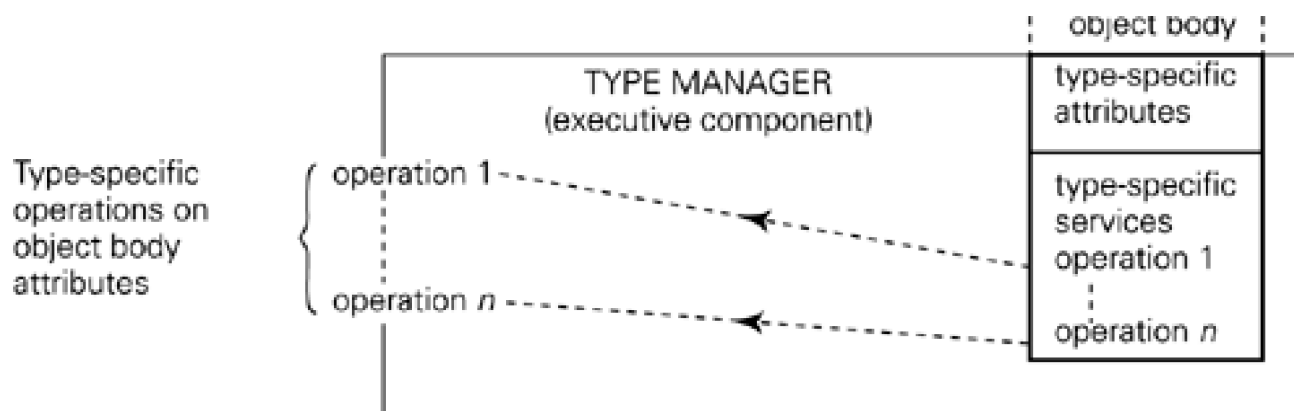 object body
TYPE MANAGER
(executive component)
type-specific
attributes
Type-specific
operations on
object body
attributes
operation 1
operation n
type-specific
services
operation 1
operation n